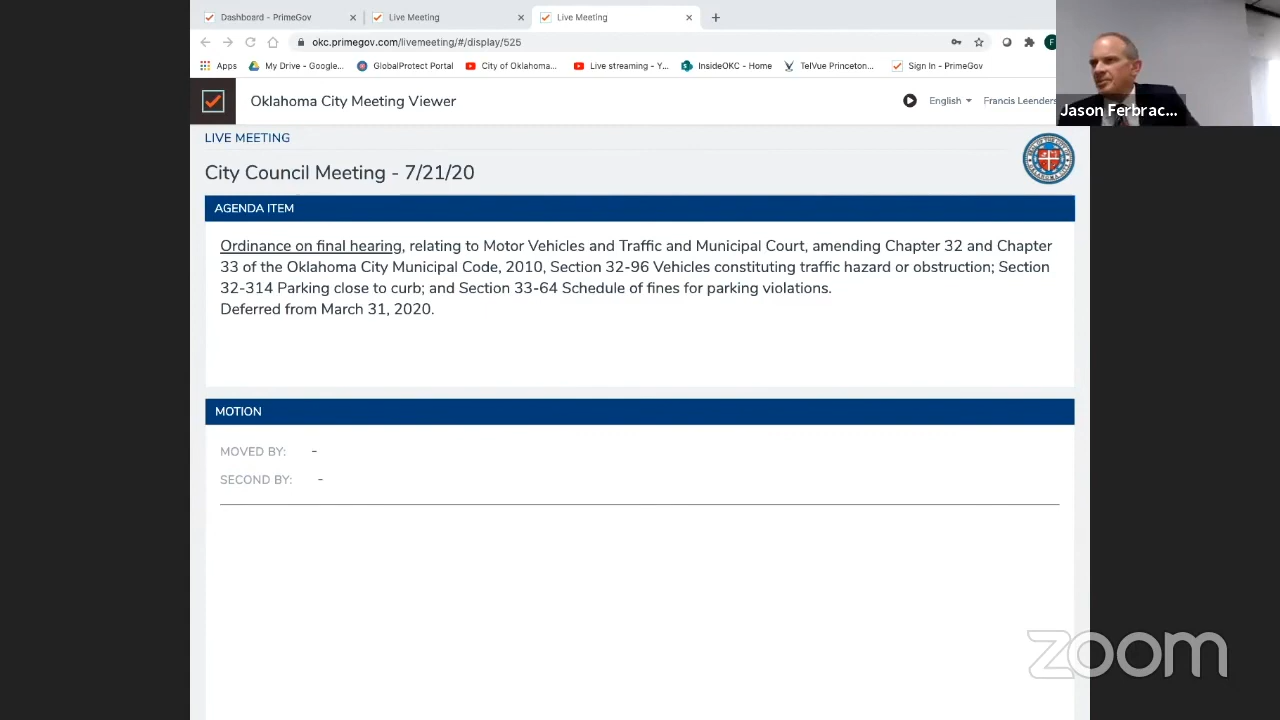 Dashboard - PrimeGov
Live Meeting
Live Meeting
okc.primegov.com/livemeeting/#/display/525
Apps
My Drive - Google...
GlobalProtect Portal
City of Oklahoma...
Live streaming - Y...
InsideOKC - Home
TelVue Princeton...
Sign In - PrimeGov
Oklahoma City Meeting Viewer
English
Francis Leenders
Jason Ferbrac...
LIVE MEETING
City Council Meeting - 7/21/20
AGENDA ITEM
Ordinance on final hearing, relating to Motor Vehicles and Traffic and Municipal Court, amending Chapter 32 and Chapter
33 of the Oklahoma City Municipal Code, 2010, Section 32-96 Vehicles constituting traffic hazard or obstruction; Section
32-314 Parking close to curb; and Section 33-64 Schedule of fines for parking violations.
Deferred from March 31, 2020.
MOTION
MOVED BY: -
SECOND BY: -
zoom